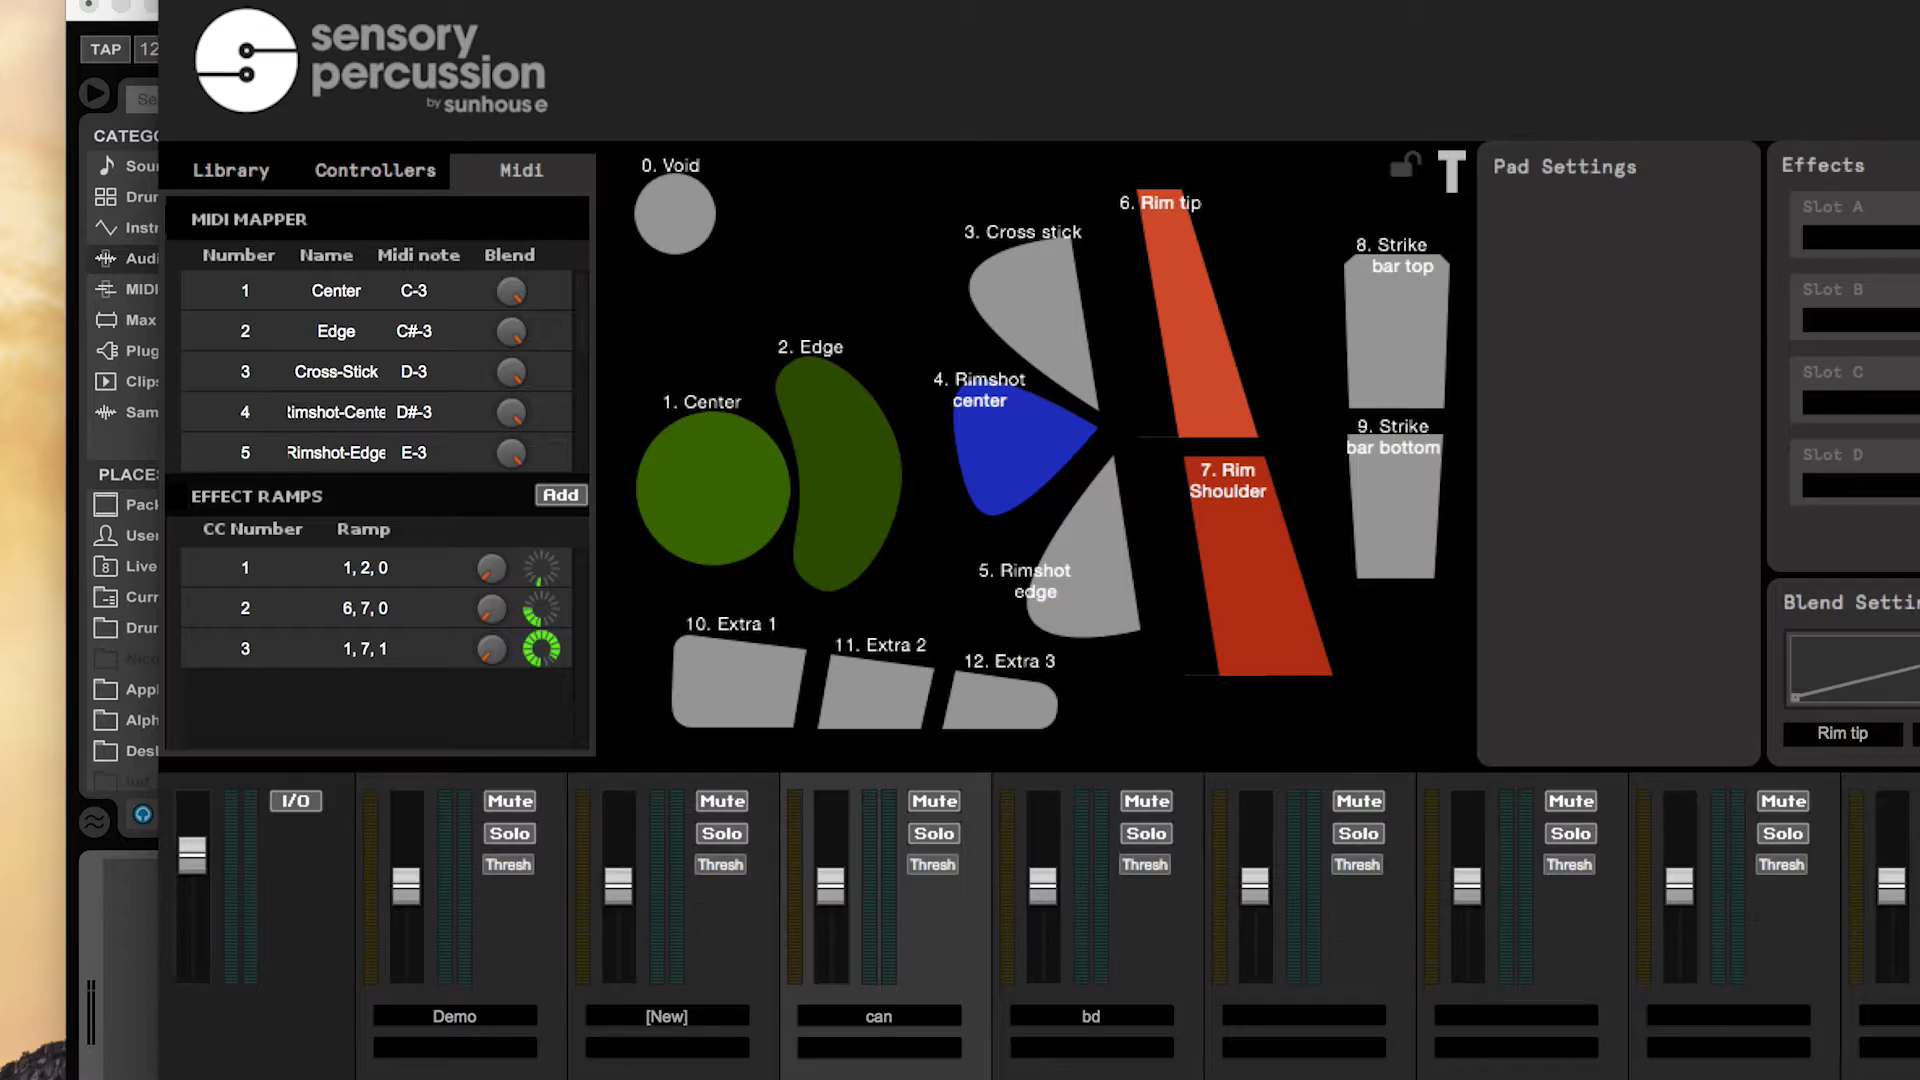 sensory
percussion
by sunhouse
TAP 12
Se
CATEG
Sou
Drur
Instr
Audi
MIDI
Max
Plug
Clips
Sam
PLACES
Pack
User
Live
Curr
Drur
Nico
Appl
Alph
Desl
Library Controllers Midi
MIDI MAPPER
Number Name Midi note Blend
1 Center C-3
2 Edge C#-3
3 Cross-Stick D-3
4 Rimshot-Cente D#-3
5 Rimshot-Edge E-3
EFFECT RAMPS Add
CC Number Ramp
1 1, 2, 0
2 6, 7, 0
3 1, 7, 1
0. Void
1. Center
2. Edge
3. Cross stick
4. Rimshot
center
5. Rimshot
edge
6. Rim tip
7. Rim
Shoulder
8. Strike
bar top
9. Strike
bar bottom
10. Extra 1
11. Extra 2
12. Extra 3
T
Pad Settings
Effects
Slot A
Slot B
Slot C
Slot D
Blend Settin
Rim tip
I/O
Mute Mute Mute Mute Mute Mute Mute
Solo Solo Solo Solo Solo Solo Solo
Thresh Thresh Thresh Thresh Thresh Thresh Thresh
Demo [New] can bd